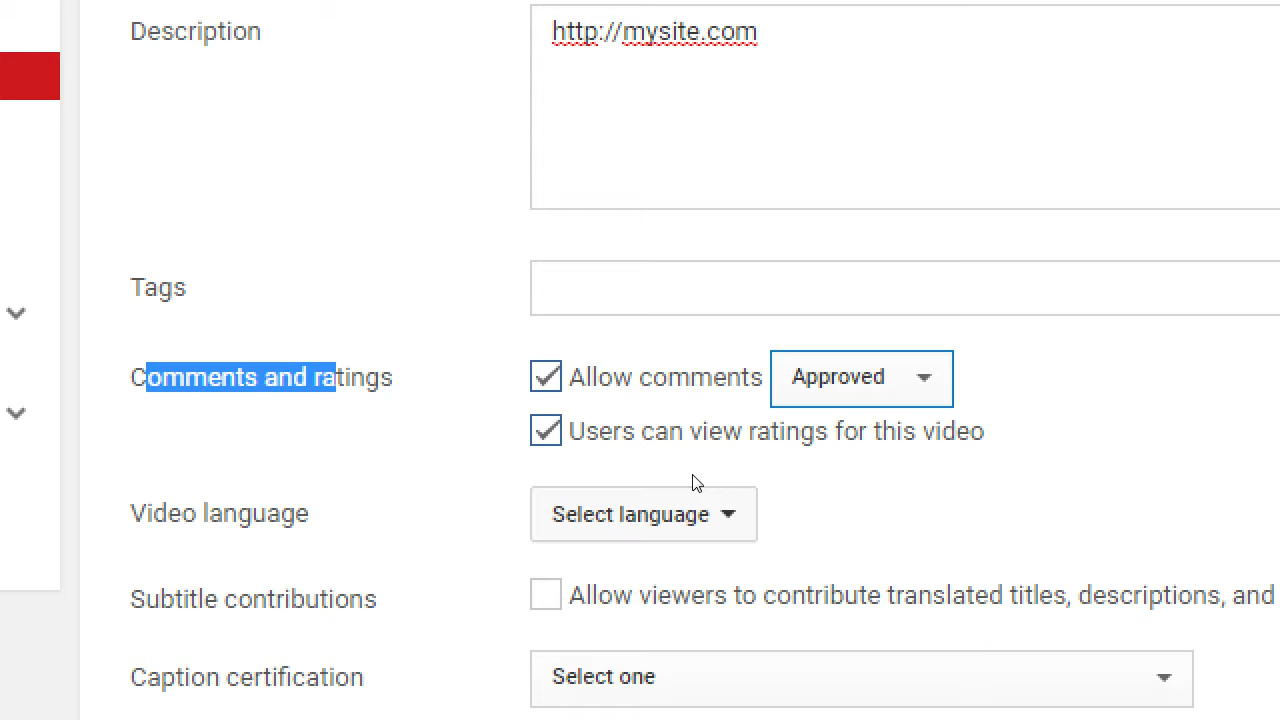 Description
http://mysite.com
Tags
Comments and ratings
Allow comments
Approved
Users can view ratings for this video
Video language
Select language
Subtitle contributions
Allow viewers to contribute translated titles, descriptions, and
Caption certification
Select one